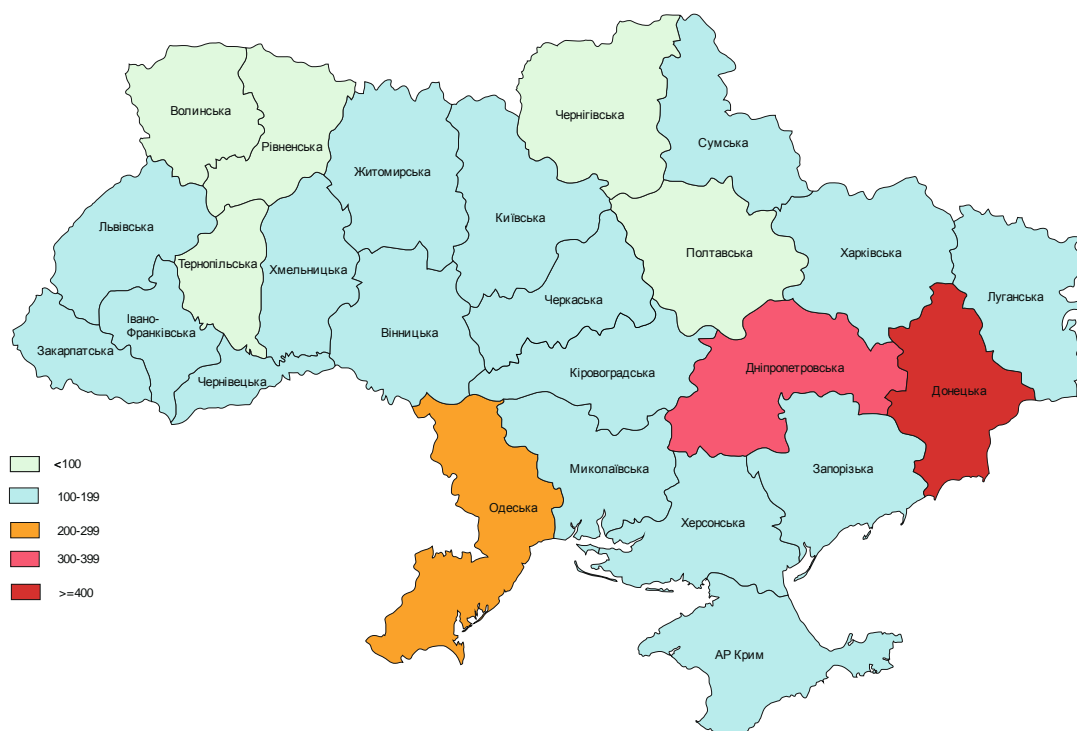 Волинська
Рівненська
Чернігівська
Сумська
Житомирська
Київська
Львівська
Тернопільська
Хмельницька
Полтавська
Харківська
Луганська
Черкаська
Івано-
Франківська
Вінницька
Закарпатська
Чернівецька
Кіровоградська
Дніпропетровська
Донецька
Миколаївська
Запорізька
Одеська
Херсонська
АР Крим
<100
100-199
200-299
300-399
>=400